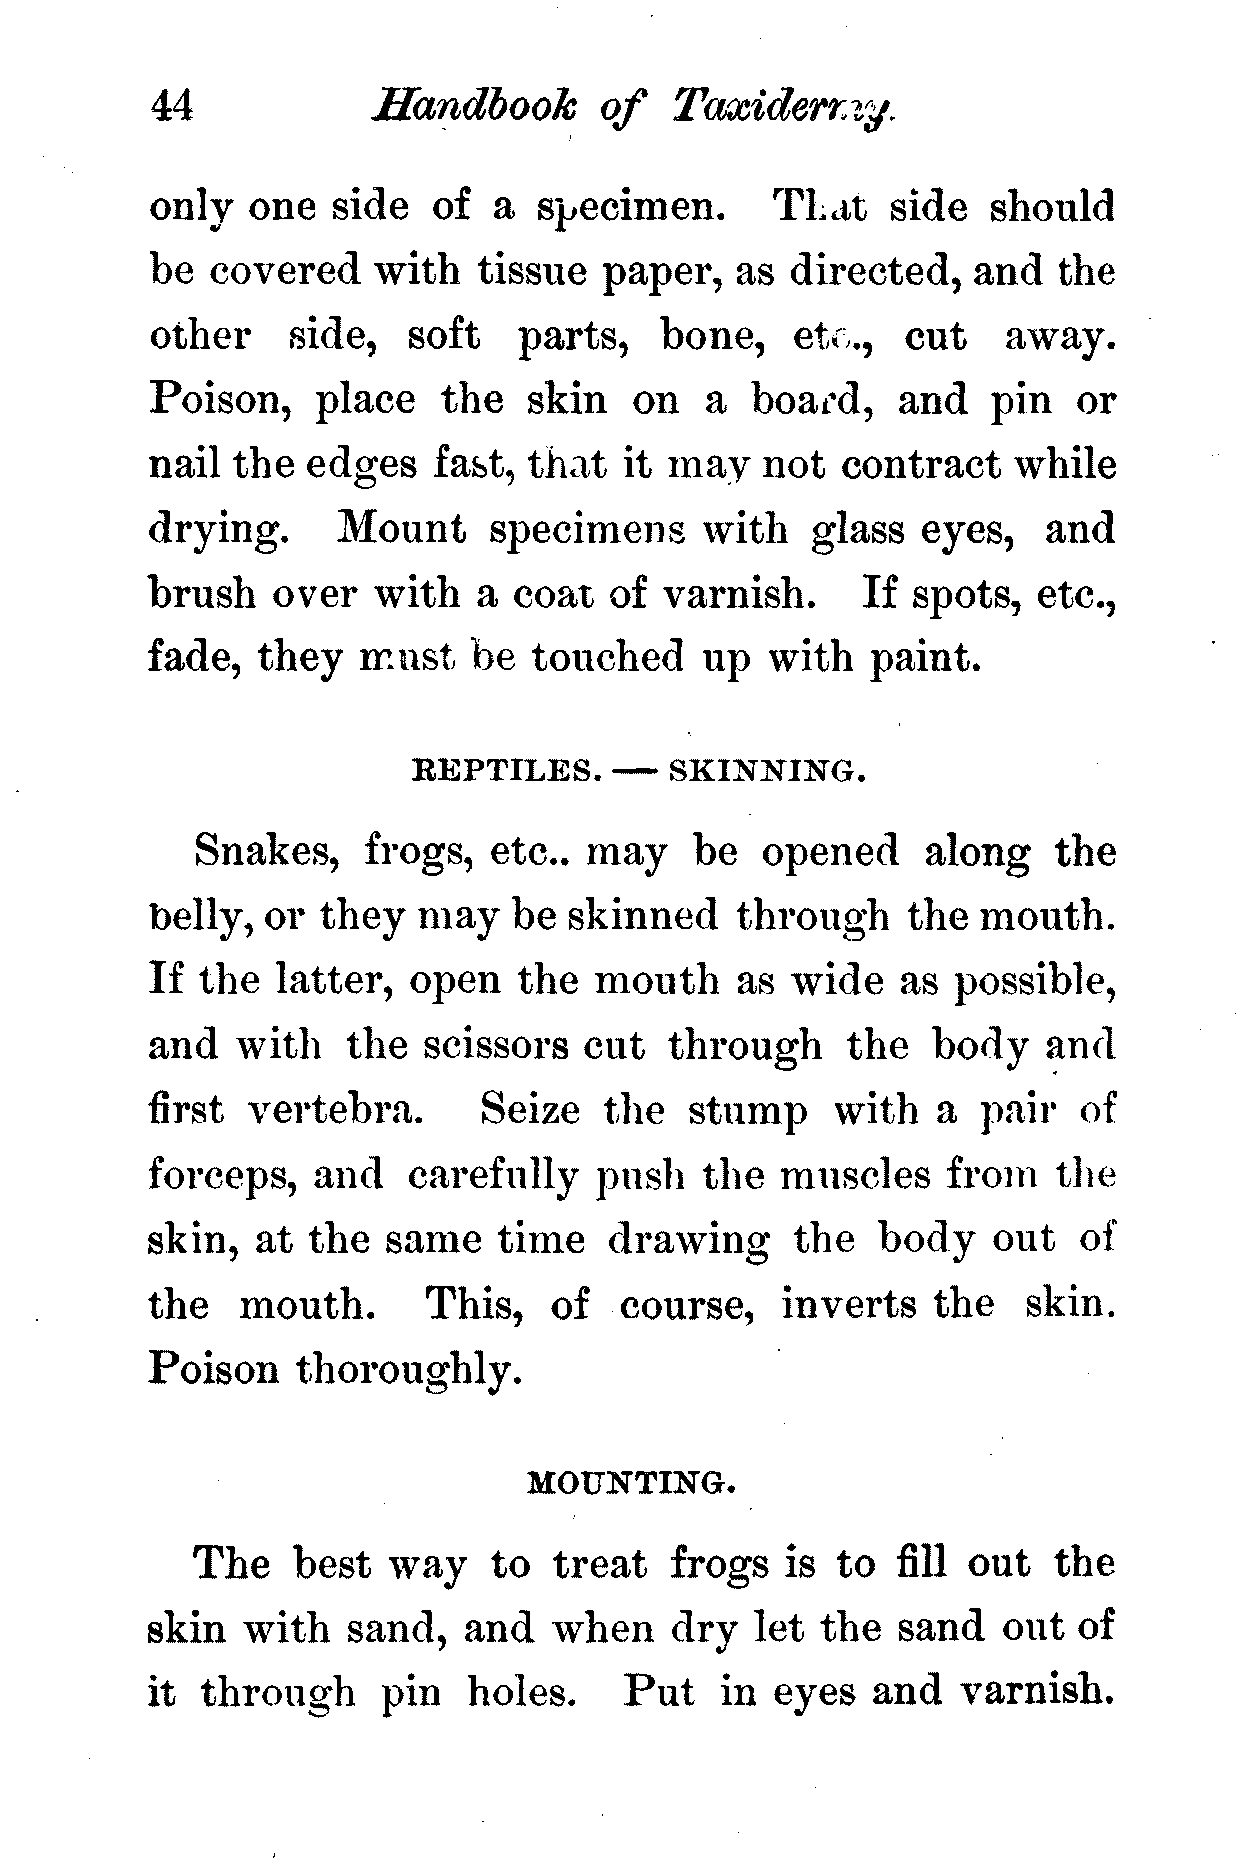 44 Handbook of Taxidermy.
only one side of a specimen. That side should
be covered with tissue paper, as directed, and the
other side, soft parts, bone, etc., cut away.
Poison, place the skin on a board, and pin or
nail the edges fast, that it may not contract while
drying. Mount specimens with glass eyes, and
brush over with a coat of varnish. If spots, etc.,
fade, they must be touched up with paint.
REPTILES. — SKINNING.
Snakes, frogs, etc.. may be opened along the
belly, or they may be skinned through the mouth.
If the latter, open the mouth as wide as possible,
and with the scissors cut through the body and
first vertebra. Seize the stump with a pair of
forceps, and carefully push the muscles from the
skin, at the same time drawing the body out of
the mouth. This, of course, inverts the skin.
Poison thoroughly.
MOUNTING.
The best way to treat frogs is to fill out the
skin with sand, and when dry let the sand out of
it through pin holes. Put in eyes and varnish.